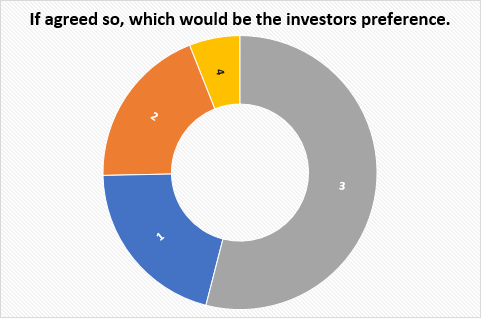 If agreed so, which would be the investors preference.
4
2
3
1